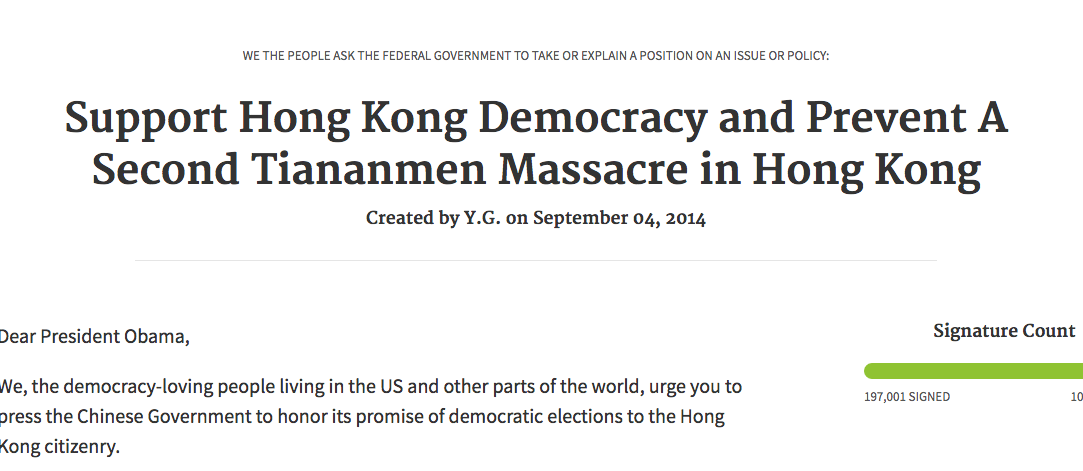 WE THE PEOPLE ASK THE FEDERAL GOVERNMENT TO TAKE OR EXPLAIN A POSITION ON AN ISSUE OR POLICY:
Support Hong Kong Democracy and Prevent A
Second Tiananmen Massacre in Hong Kong
Created by Y.G. on September 04, 2014
Dear President Obama,
We, the democracy-loving people living in the US and other parts of the world, urge you to
press the Chinese Government to honor its promise of democratic elections to the Hong
Kong citizenry.
Signature Count
197,001 SIGNED
10